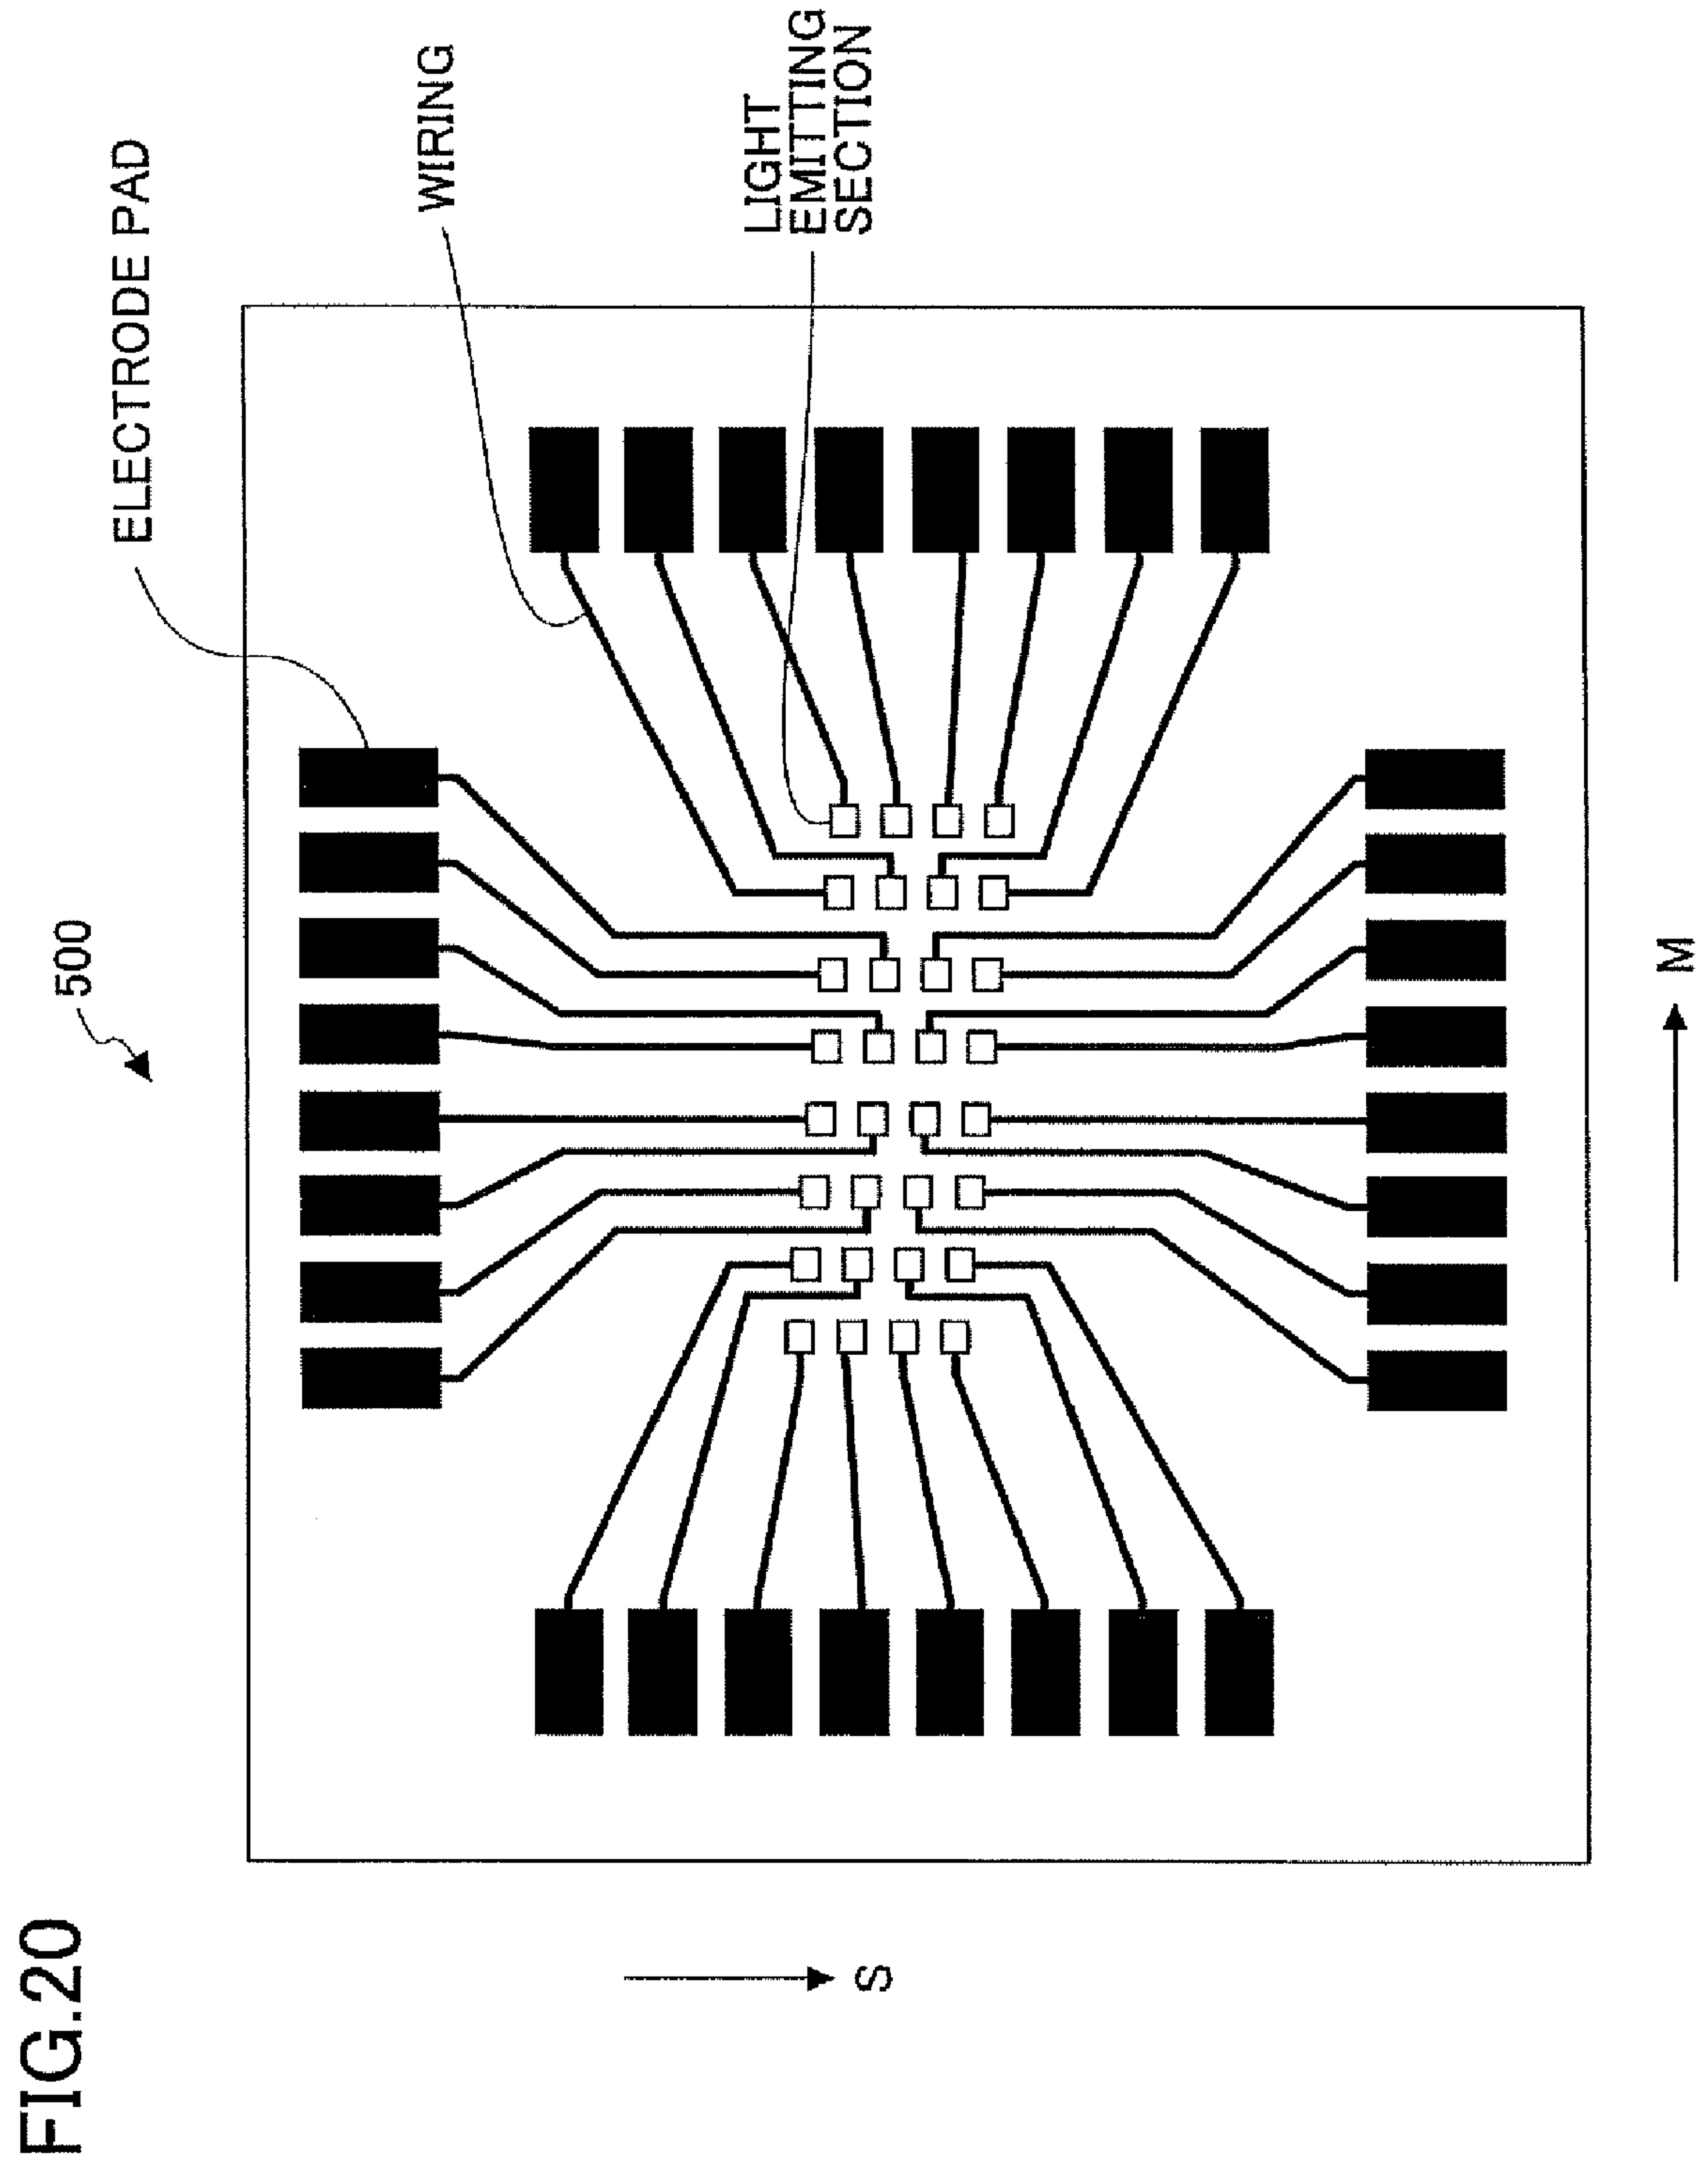 FIG.20
500
ELECTRODE PAD
WIRING
LIGHT
EMITTING
SECTION
S
M